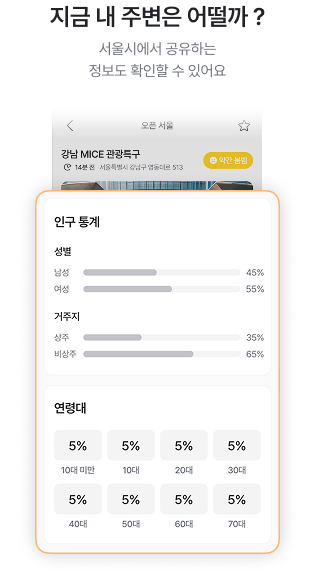 지금 내 주변은 어떨까 ?
서울시에서 공유하는
정보도 확인할 수 있어요
오픈 서울
강남 MICE 관광특구
14분 전 서울특별시 강남구 영동대로 513
약간 붐빔
인구 통계
성별
남성 45%
여성 55%
거주지
상주 35%
비상주 65%
연령대
5% 5% 5% 5%
10대 미만 10대 20대 30대
5% 5% 5% 5%
40대 50대 60대 70대